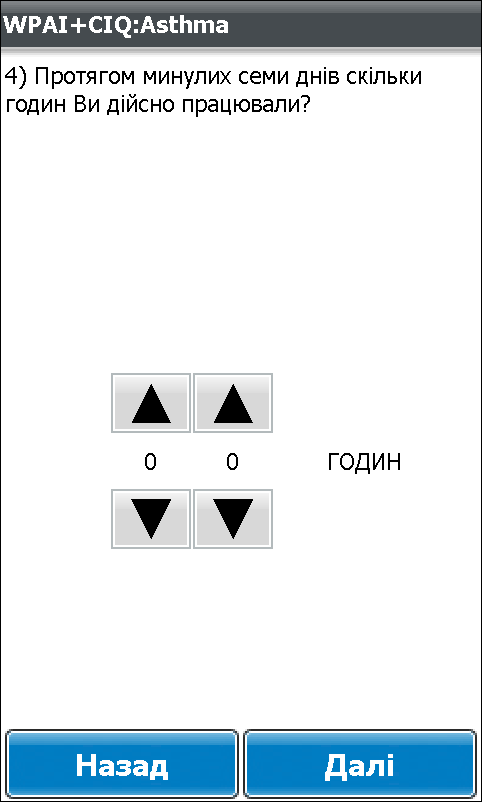 WPAI+CIQ:Asthma
4) Протягом минулих семи днів скільки
годин Ви дійсно працювали?
0 0 ГОДИН
Назад Далі